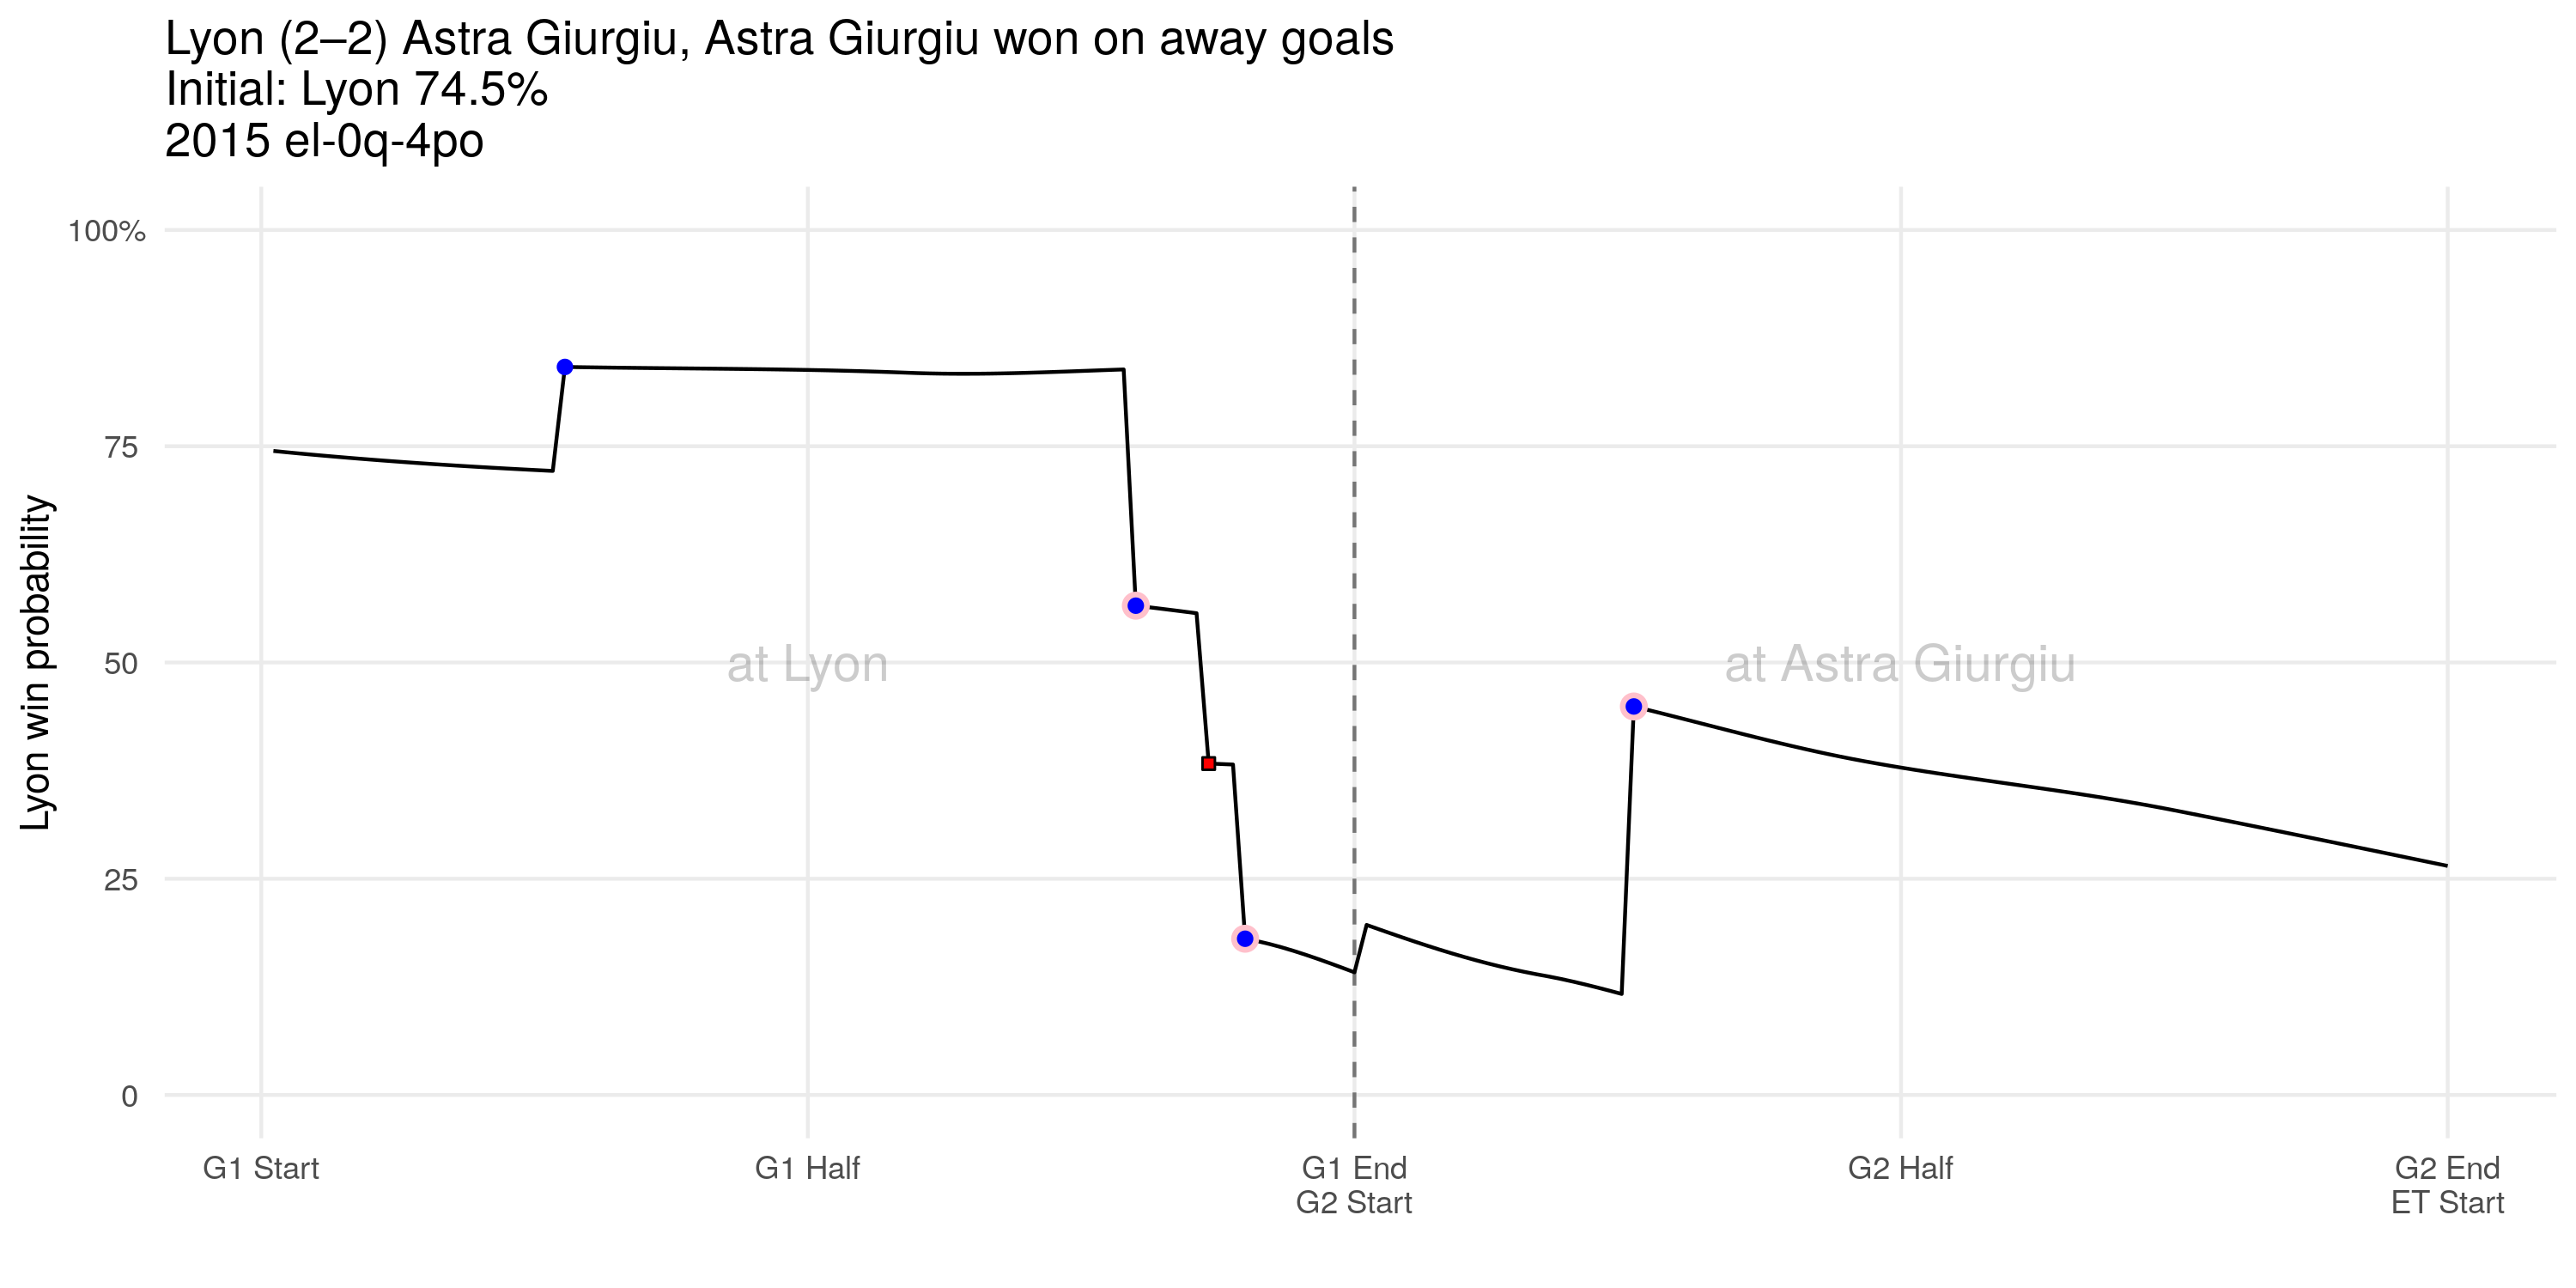 Lyon (2–2) Astra Giurgiu, Astra Giurgiu won on away goals
Initial: Lyon 74.5%
2015 el-0q-4po
Lyon win probability
100%
75
50
25
0
at Lyon
at Astra Giurgiu
G1 Start
G1 Half
G1 End
G2 Start
G2 Half
G2 End
ET Start